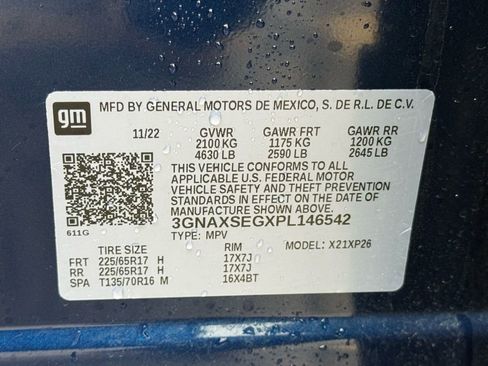 gm
MFD BY GENERAL MOTORS DE MEXICO, S. DE R.L. DE C.V.
11/22 GVWR GAWR FRT GAWR RR
2100 KG 1175 KG 1200 KG
4630 LB 2590 LB 2645 LB
THIS VEHICLE CONFORMS TO ALL
APPLICABLE U.S. FEDERAL MOTOR
VEHICLE SAFETY AND THEFT PREVENTION
STANDARDS IN EFFECT ON THE DATE OF
MANUFACTURE SHOWN ABOVE.
3GNAXSEGXPL146542
611G
TYPE: MPV MODEL: X21XP26
TIRE SIZE RIM
FRT 225/65R17 H 17X7J
RR 225/65R17 H 17X7J
SPA T135/70R16 M 16X4BT